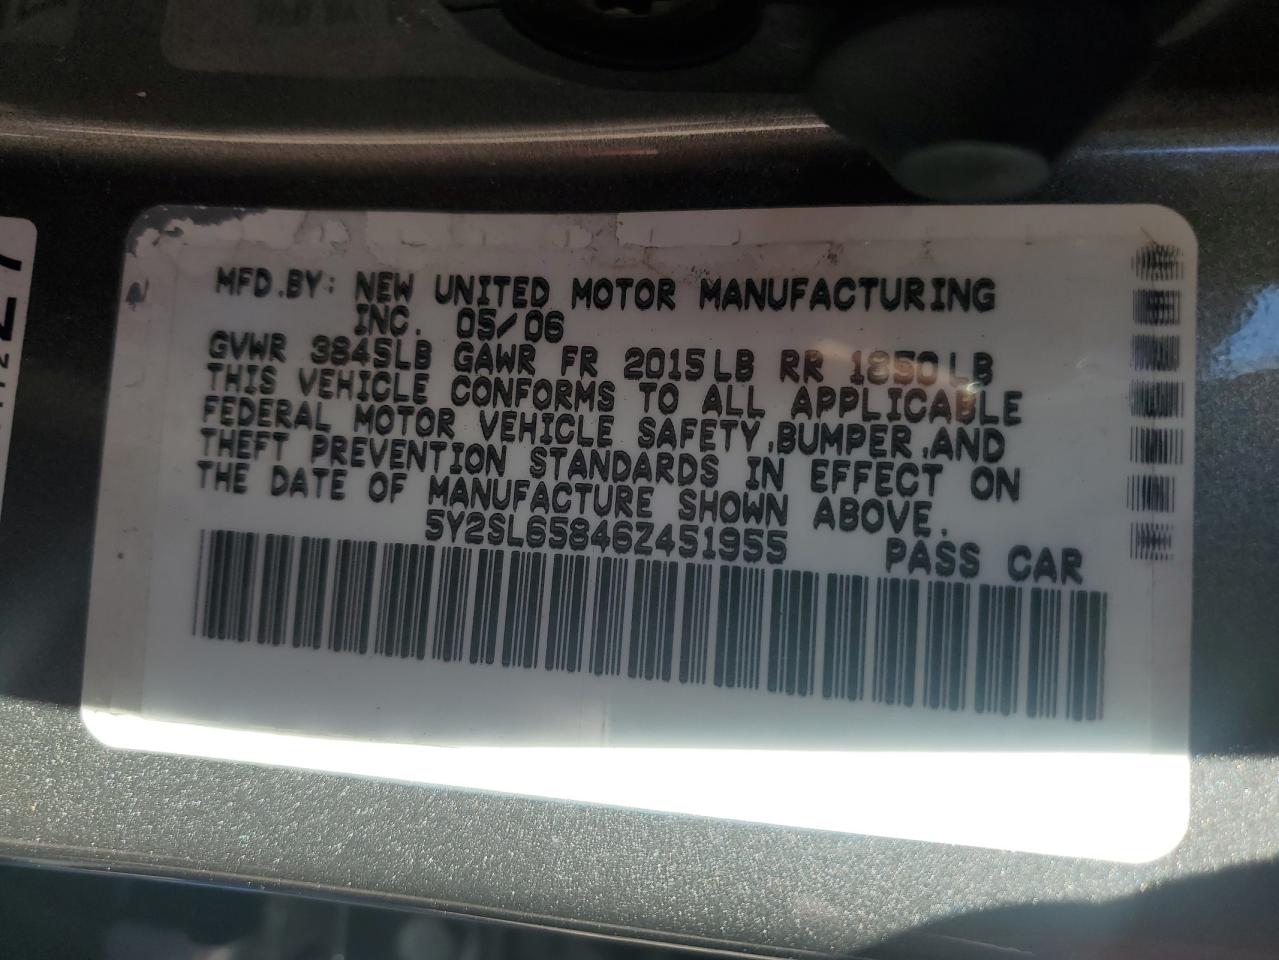 MFD.BY: NEW UNITED MOTOR MANUFACTURING
INC. 05/06
GVWR 3845LB GAWR FR 2015LB RR 1850LB
THIS VEHICLE CONFORMS TO ALL APPLICABLE
FEDERAL MOTOR VEHICLE SAFETY,BUMPER,AND
THEFT PREVENTION STANDARDS IN EFFECT ON
THE DATE OF MANUFACTURE SHOWN ABOVE.
5Y2SL65846Z451955 PASS CAR